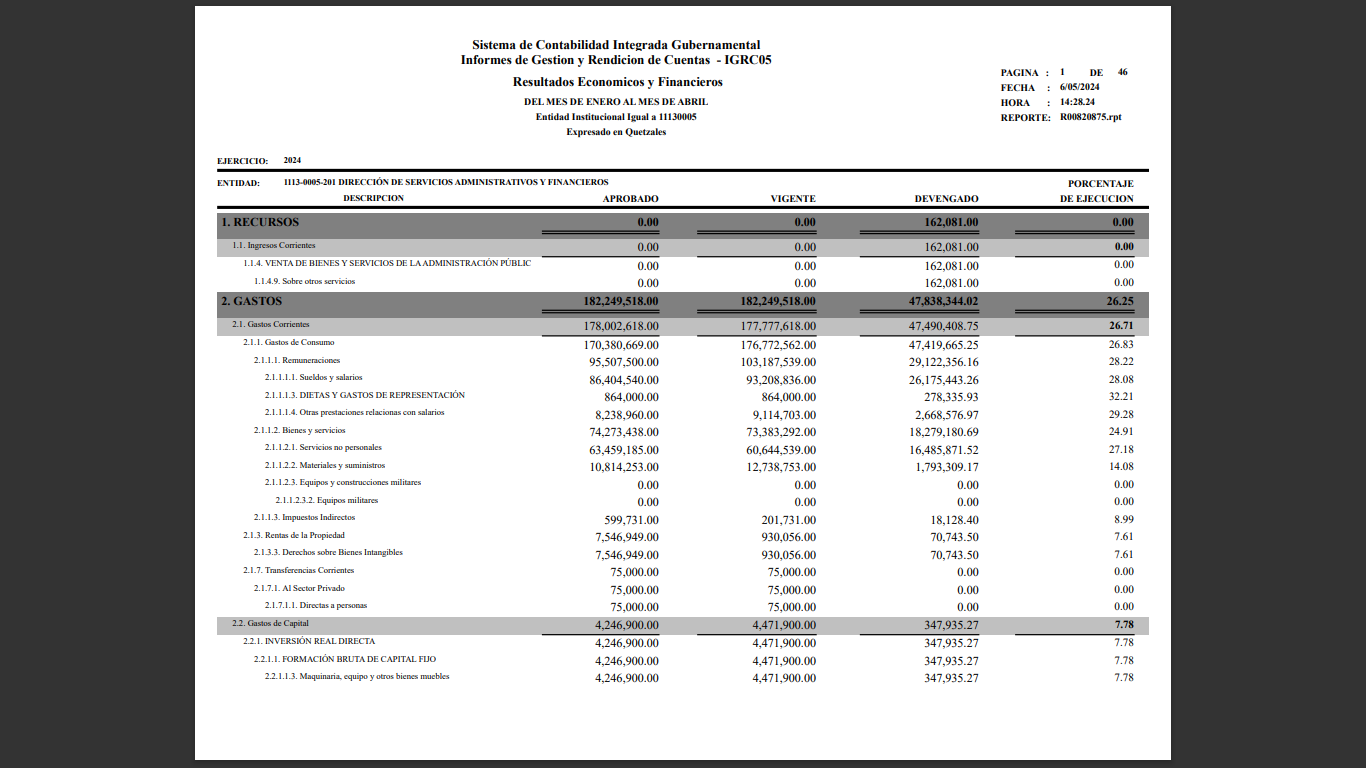 Sistema de Contabilidad Integrada Gubernamental
Informes de Gestion y Rendicion de Cuentas - IGRC05
Resultados Economicos y Financieros
DEL MES DE ENERO AL MES DE ABRIL
Entidad Institucional Igual a 11130005
Expresado en Quetzales
PAGINA : 1 DE 46
FECHA : 6/05/2024
HORA : 14:28.24
REPORTE: R00820875.rpt
EJERCICIO: 2024
ENTIDAD: 1113-0005-201 DIRECCIÓN DE SERVICIOS ADMINISTRATIVOS Y FINANCIEROS
DESCRIPCION APROBADO VIGENTE DEVENGADO PORCENTAJE DE EJECUCION
1. RECURSOS 0.00 0.00 162,081.00 0.00
1.1. Ingresos Corrientes 0.00 0.00 162,081.00 0.00
1.1.4. VENTA DE BIENES Y SERVICIOS DE LA ADMINISTRACIÓN PÚBLIC 0.00 0.00 162,081.00 0.00
1.1.4.9. Sobre otros servicios 0.00 0.00 162,081.00 0.00
2. GASTOS 182,249,518.00 182,249,518.00 47,838,344.02 26.25
2.1. Gastos Corrientes 178,002,618.00 177,777,618.00 47,490,408.75 26.71
2.1.1. Gastos de Consumo 170,380,669.00 176,772,562.00 47,419,665.25 26.83
2.1.1.1. Remuneraciones 95,507,500.00 103,187,539.00 29,122,356.16 28.22
2.1.1.1.1. Sueldos y salarios 86,404,540.00 93,208,836.00 26,175,443.26 28.08
2.1.1.1.3. DIETAS Y GASTOS DE REPRESENTACIÓN 864,000.00 864,000.00 278,335.93 32.21
2.1.1.1.4. Otras prestaciones relacionas con salarios 8,238,960.00 9,114,703.00 2,668,576.97 29.28
2.1.1.2. Bienes y servicios 74,273,438.00 73,383,292.00 18,279,180.69 24.91
2.1.1.2.1. Servicios no personales 63,459,185.00 60,644,539.00 16,485,871.52 27.18
2.1.1.2.2. Materiales y suministros 10,814,253.00 12,738,753.00 1,793,309.17 14.08
2.1.1.2.3. Equipos y construcciones militares 0.00 0.00 0.00 0.00
2.1.1.2.3.2. Equipos militares 0.00 0.00 0.00 0.00
2.1.1.3. Impuestos Indirectos 599,731.00 201,731.00 18,128.40 8.99
2.1.3. Rentas de la Propiedad 7,546,949.00 930,056.00 70,743.50 7.61
2.1.3.3. Derechos sobre Bienes Intangibles 7,546,949.00 930,056.00 70,743.50 7.61
2.1.7. Transferencias Corrientes 75,000.00 75,000.00 0.00 0.00
2.1.7.1. Al Sector Privado 75,000.00 75,000.00 0.00 0.00
2.1.7.1.1. Directas a personas 75,000.00 75,000.00 0.00 0.00
2.2. Gastos de Capital 4,246,900.00 4,471,900.00 347,935.27 7.78
2.2.1. INVERSIÓN REAL DIRECTA 4,246,900.00 4,471,900.00 347,935.27 7.78
2.2.1.1. FORMACIÓN BRUTA DE CAPITAL FIJO 4,246,900.00 4,471,900.00 347,935.27 7.78
2.2.1.1.3. Maquinaria, equipo y otros bienes muebles 4,246,900.00 4,471,900.00 347,935.27 7.78